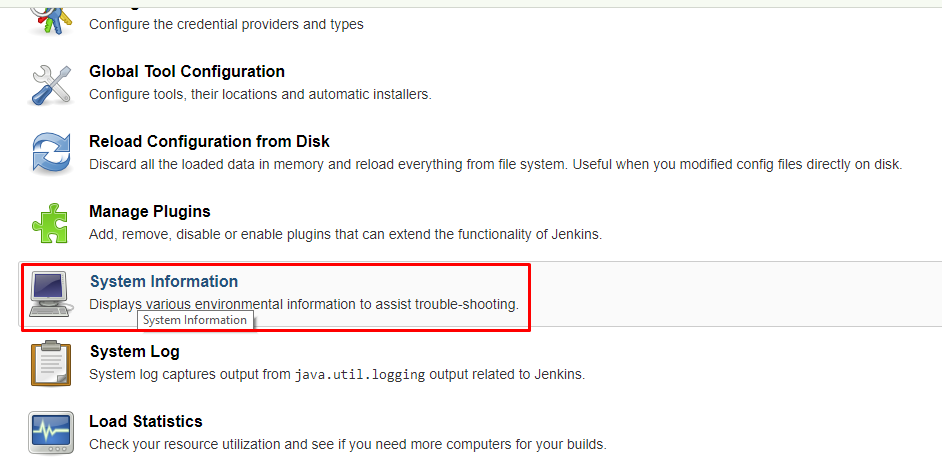 Configure the credential providers and types
Global Tool Configuration
Configure tools, their locations and automatic installers.
Reload Configuration from Disk
Discard all the loaded data in memory and reload everything from file system. Useful when you modified config files directly on disk.
Manage Plugins
Add, remove, disable or enable plugins that can extend the functionality of Jenkins.
System Information
Displays various environmental information to assist trouble-shooting.
System Information
System Log
System log captures output from java.util.logging output related to Jenkins.
Load Statistics
Check your resource utilization and see if you need more computers for your builds.